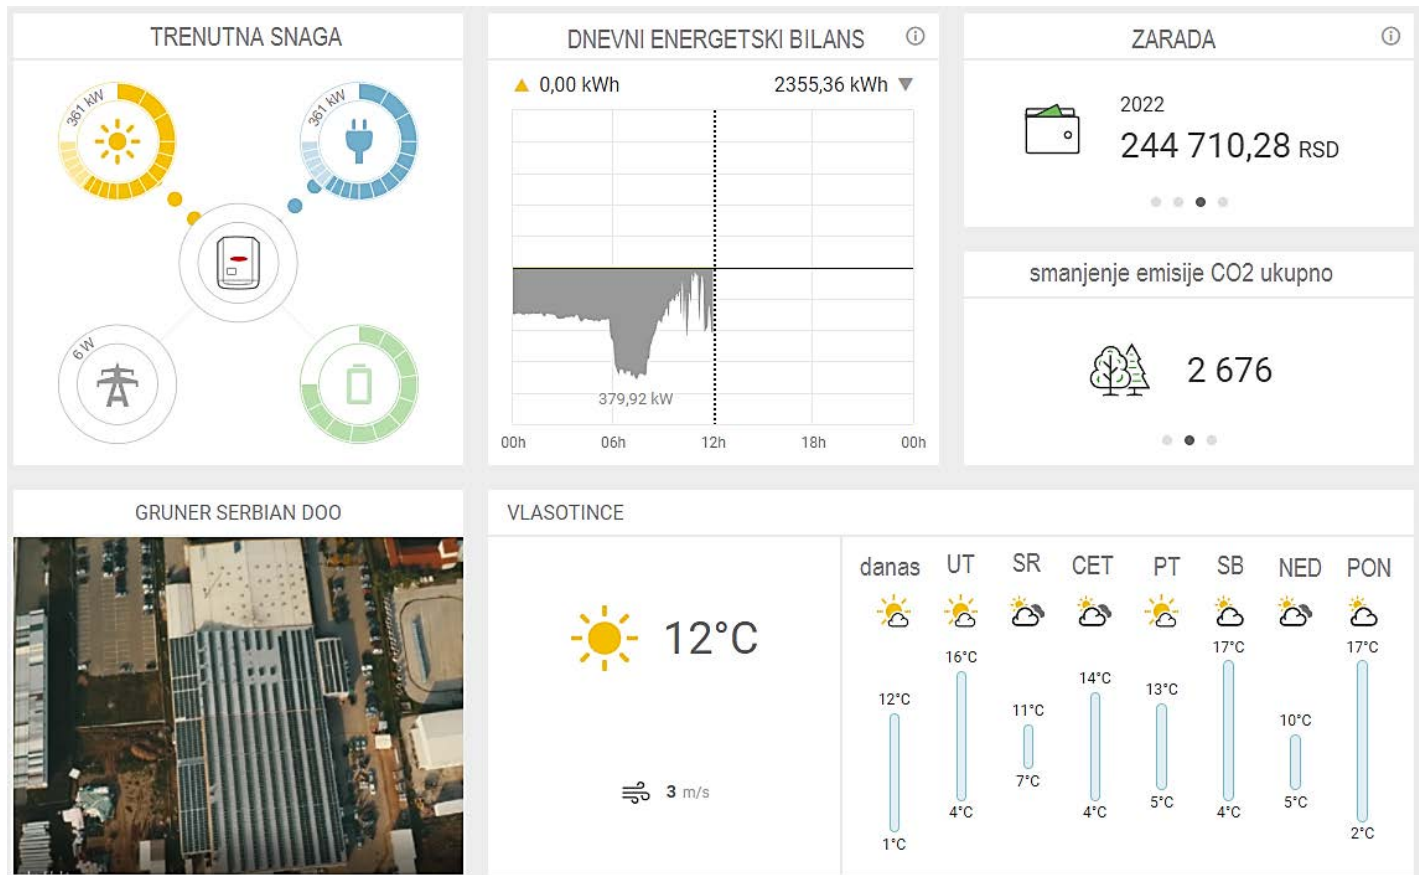 TRENUTNA SNAGA
361 kW
361 kW
6 W
DNEVNI ENERGETSKI BILANS
0,00 kWh
2355,36 kWh
379,92 kW
00h 06h 12h 18h 00h
ZARADA
2022
244 710,28 RSD
smanjenje emisije CO2 ukupno
2 676
GRUNER SERBIAN DOO
VLASOTINCE
12°C
3 m/s
danas UT SR CET PT SB NED PON
12°C 16°C 11°C 14°C 13°C 17°C 10°C 17°C
1°C 4°C 7°C 4°C 5°C 4°C 5°C 2°C